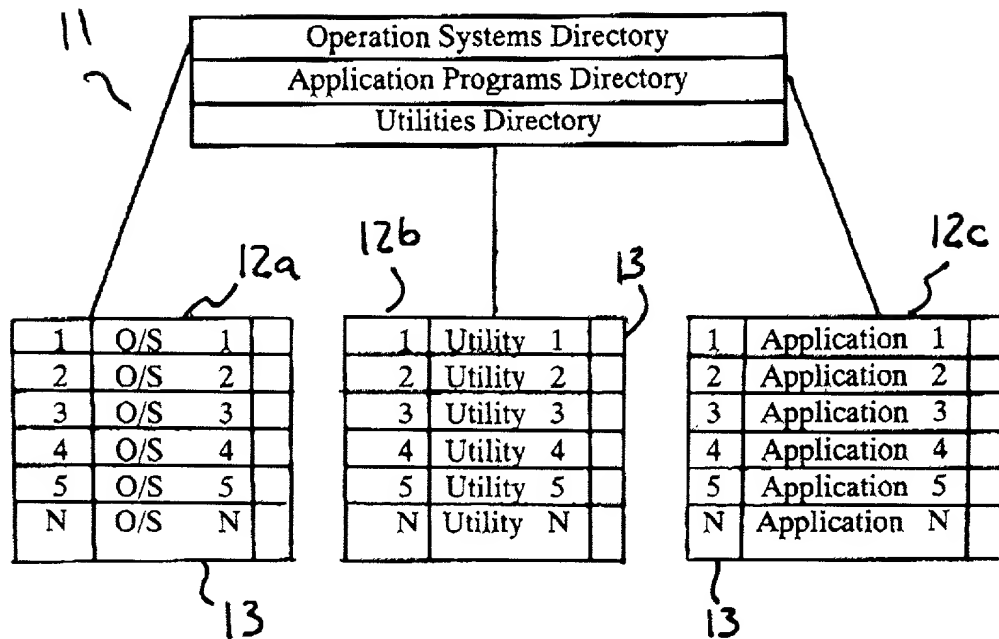 11
Operation Systems Directory
Application Programs Directory
Utilities Directory
12a
12b
13
12c
1 O/S 1
2 O/S 2
3 O/S 3
4 O/S 4
5 O/S 5
N O/S N
1 Utility 1
2 Utility 2
3 Utility 3
4 Utility 4
5 Utility 5
N Utility N
1 Application 1
2 Application 2
3 Application 3
4 Application 4
5 Application 5
N Application N
13
13